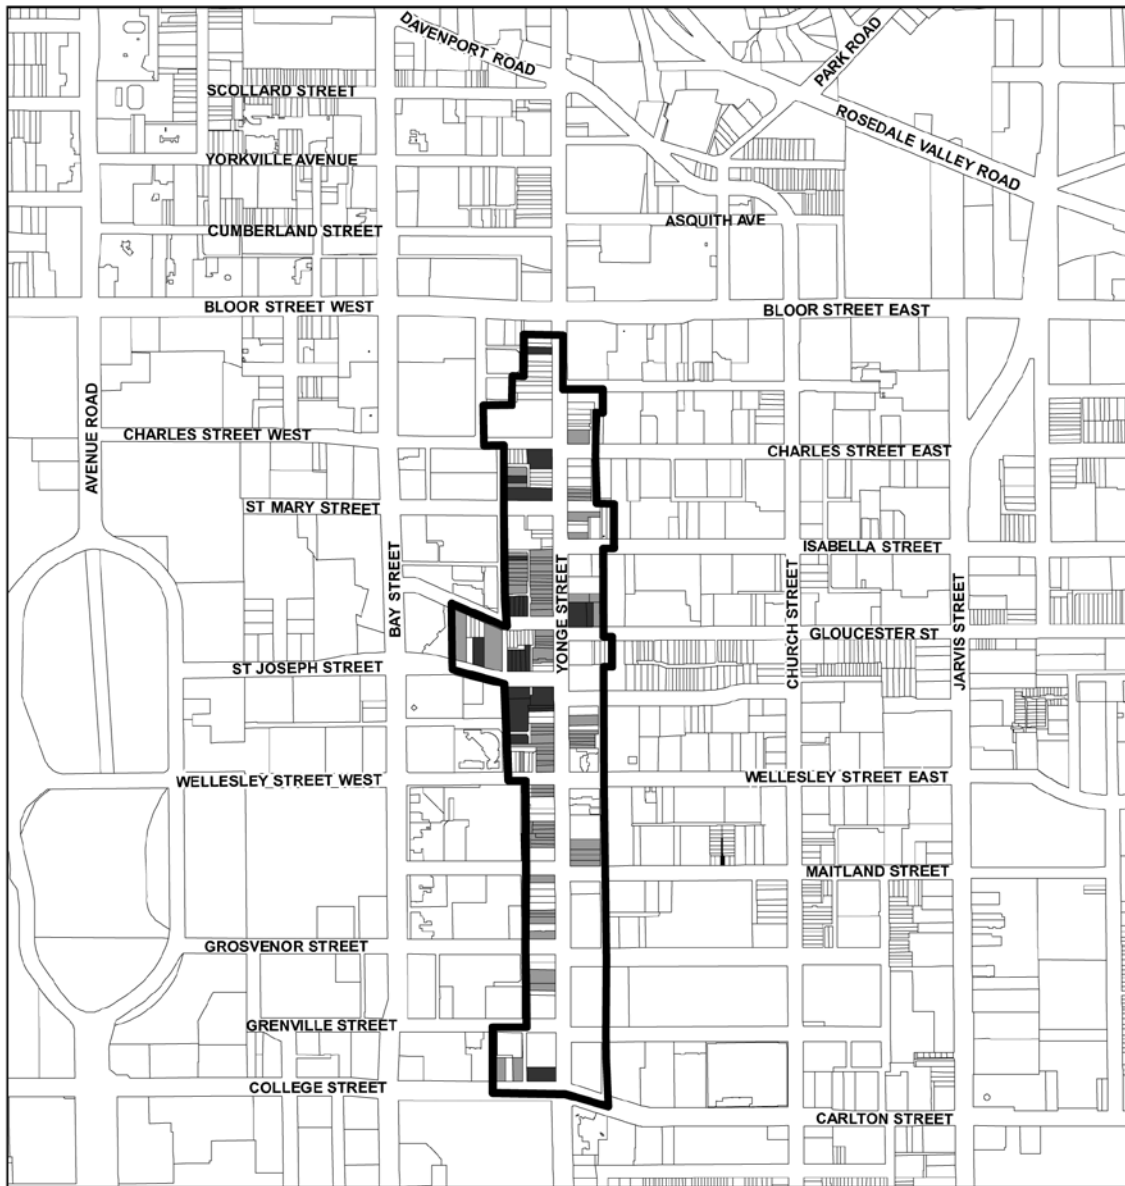 DAVENPORT ROAD
PARK ROAD
SCOLLARD STREET
ROSEDALE VALLEY ROAD
YORKVILLE AVENUE
ASQUITH AVE
CUMBERLAND STREET
BLOOR STREET WEST
BLOOR STREET EAST
AVENUE ROAD
CHARLES STREET WEST
CHARLES STREET EAST
ST MARY STREET
BAY STREET
YONGE STREET
ISABELLA STREET
CHURCH STREET
JARVIS STREET
GLOUCESTER ST
ST JOSEPH STREET
WELLESLEY STREET WEST
WELLESLEY STREET EAST
MAITLAND STREET
GROSVENOR STREET
GRENVILLE STREET
COLLEGE STREET
CARLTON STREET